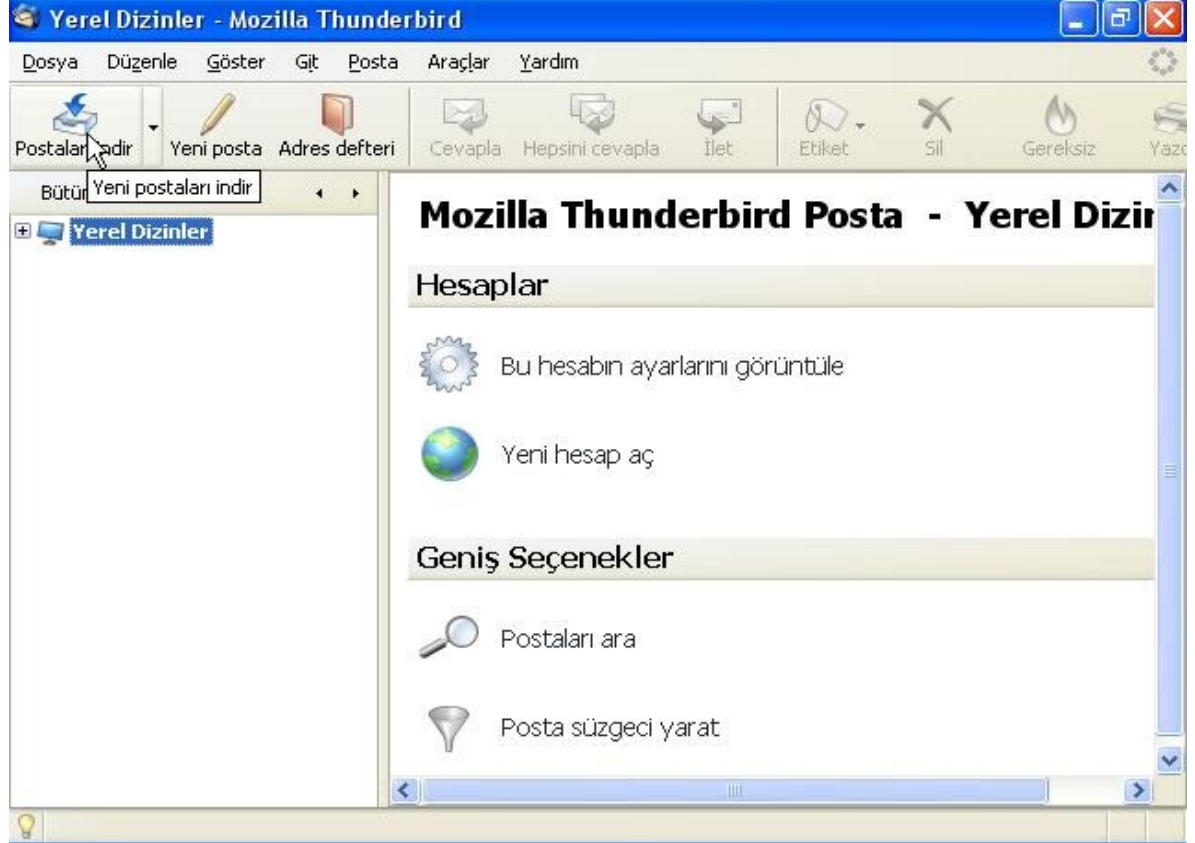 Yerel Dizinler - Mozilla Thunderbird
Dosya Düzenle Göster Git Posta Araçlar Yardım
Yeni posta Adres defteri Cevapla Hepsini cevapla İlet Etiket Sil Gereksiz
Yeni postaları indir
Yerel Dizinler
Mozilla Thunderbird Posta - Yerel
Hesaplar
Bu hesabın ayarlarını görüntüle
Yeni hesap aç
Geniş Seçenekler
Postaları ara
Posta süzgeci yarat